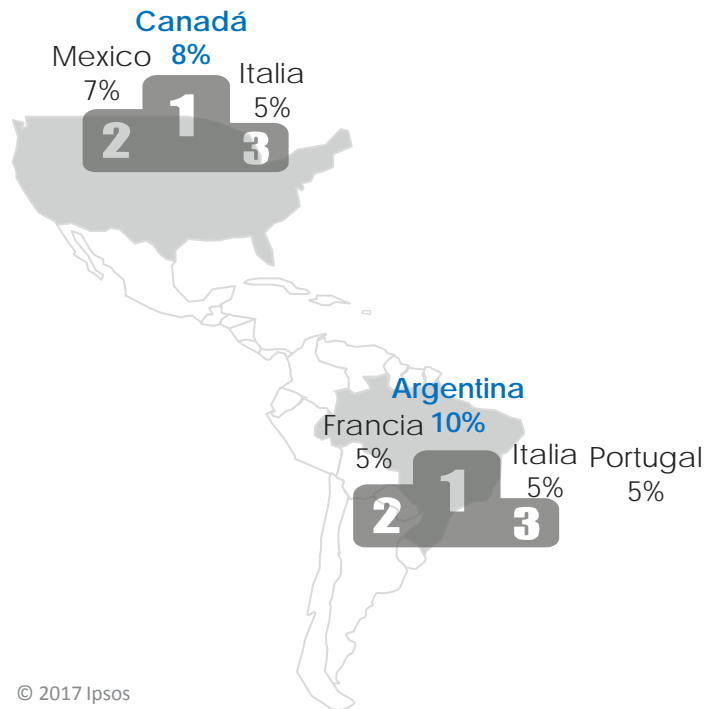 Canadá
8%
Mexico
7%
Italia
5%
1
2
3
Argentina
10%
Francia
5%
Italia
5%
Portugal
5%
1
2
3
© 2017 Ipsos